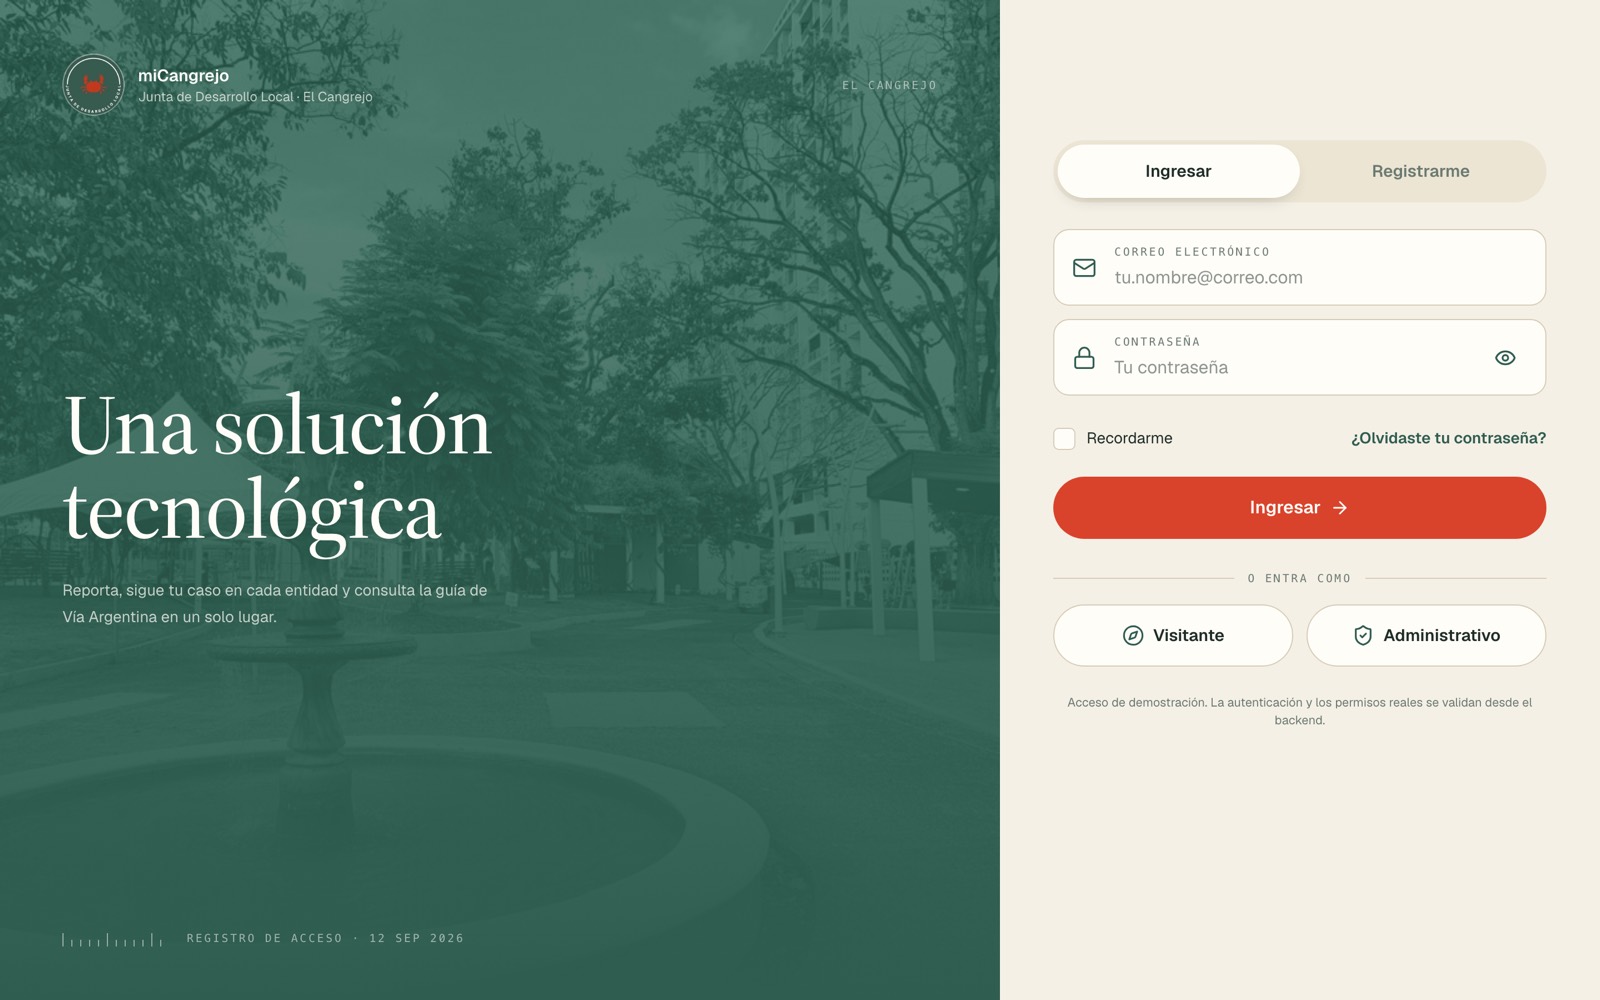 miCangrejo
Junta de Desarrollo Local · El Cangrejo
EL CANGREJO
Una solución
tecnológica
Reporta, sigue tu caso en cada entidad y consulta la guía de
Vía Argentina en un solo lugar.
REGISTRO DE ACCESO · 12 SEP 2026
Ingresar
Registrarme
CORREO ELECTRÓNICO
tu.nombre@correo.com
CONTRASEÑA
Tu contraseña
Recordarme
¿Olvidaste tu contraseña?
Ingresar →
O ENTRA COMO
Visitante
Administrativo
Acceso de demostración. La autenticación y los permisos reales se validan desde el
backend.